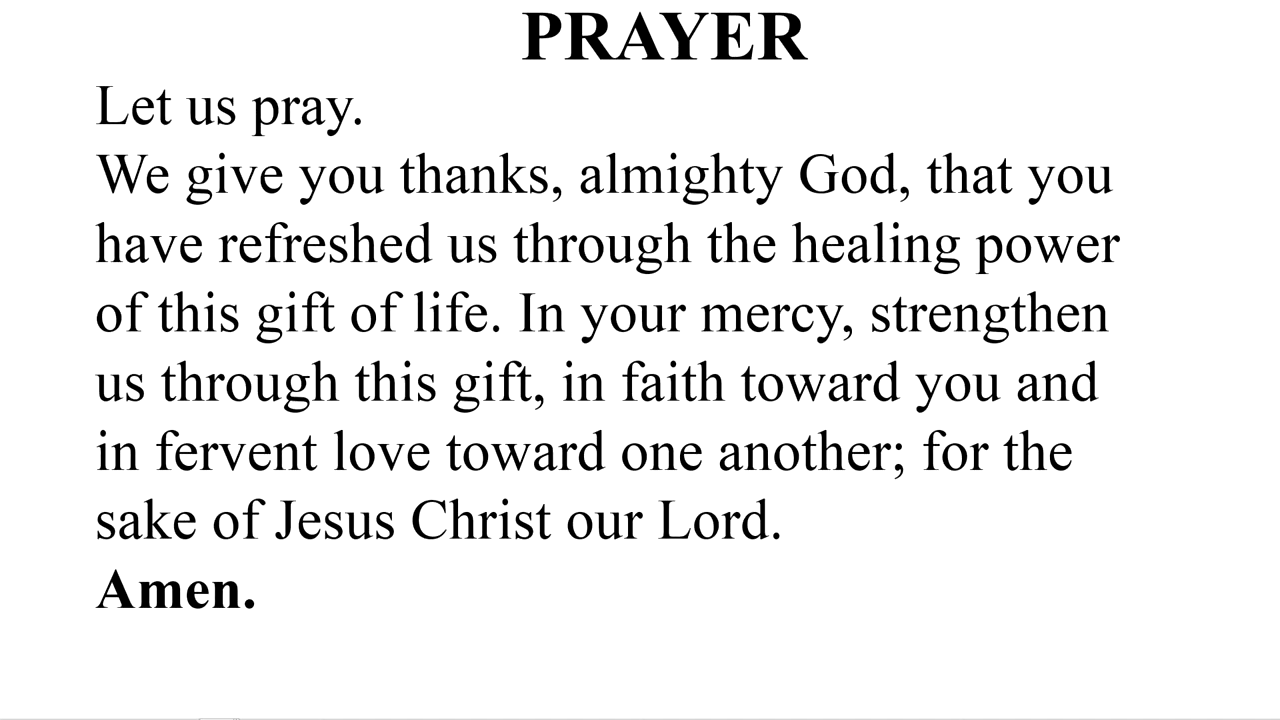 PRAYER
Let us pray.
We give you thanks, almighty God, that you
have refreshed us through the healing power
of this gift of life. In your mercy, strengthen
us through this gift, in faith toward you and
in fervent love toward one another; for the
sake of Jesus Christ our Lord.
Amen.